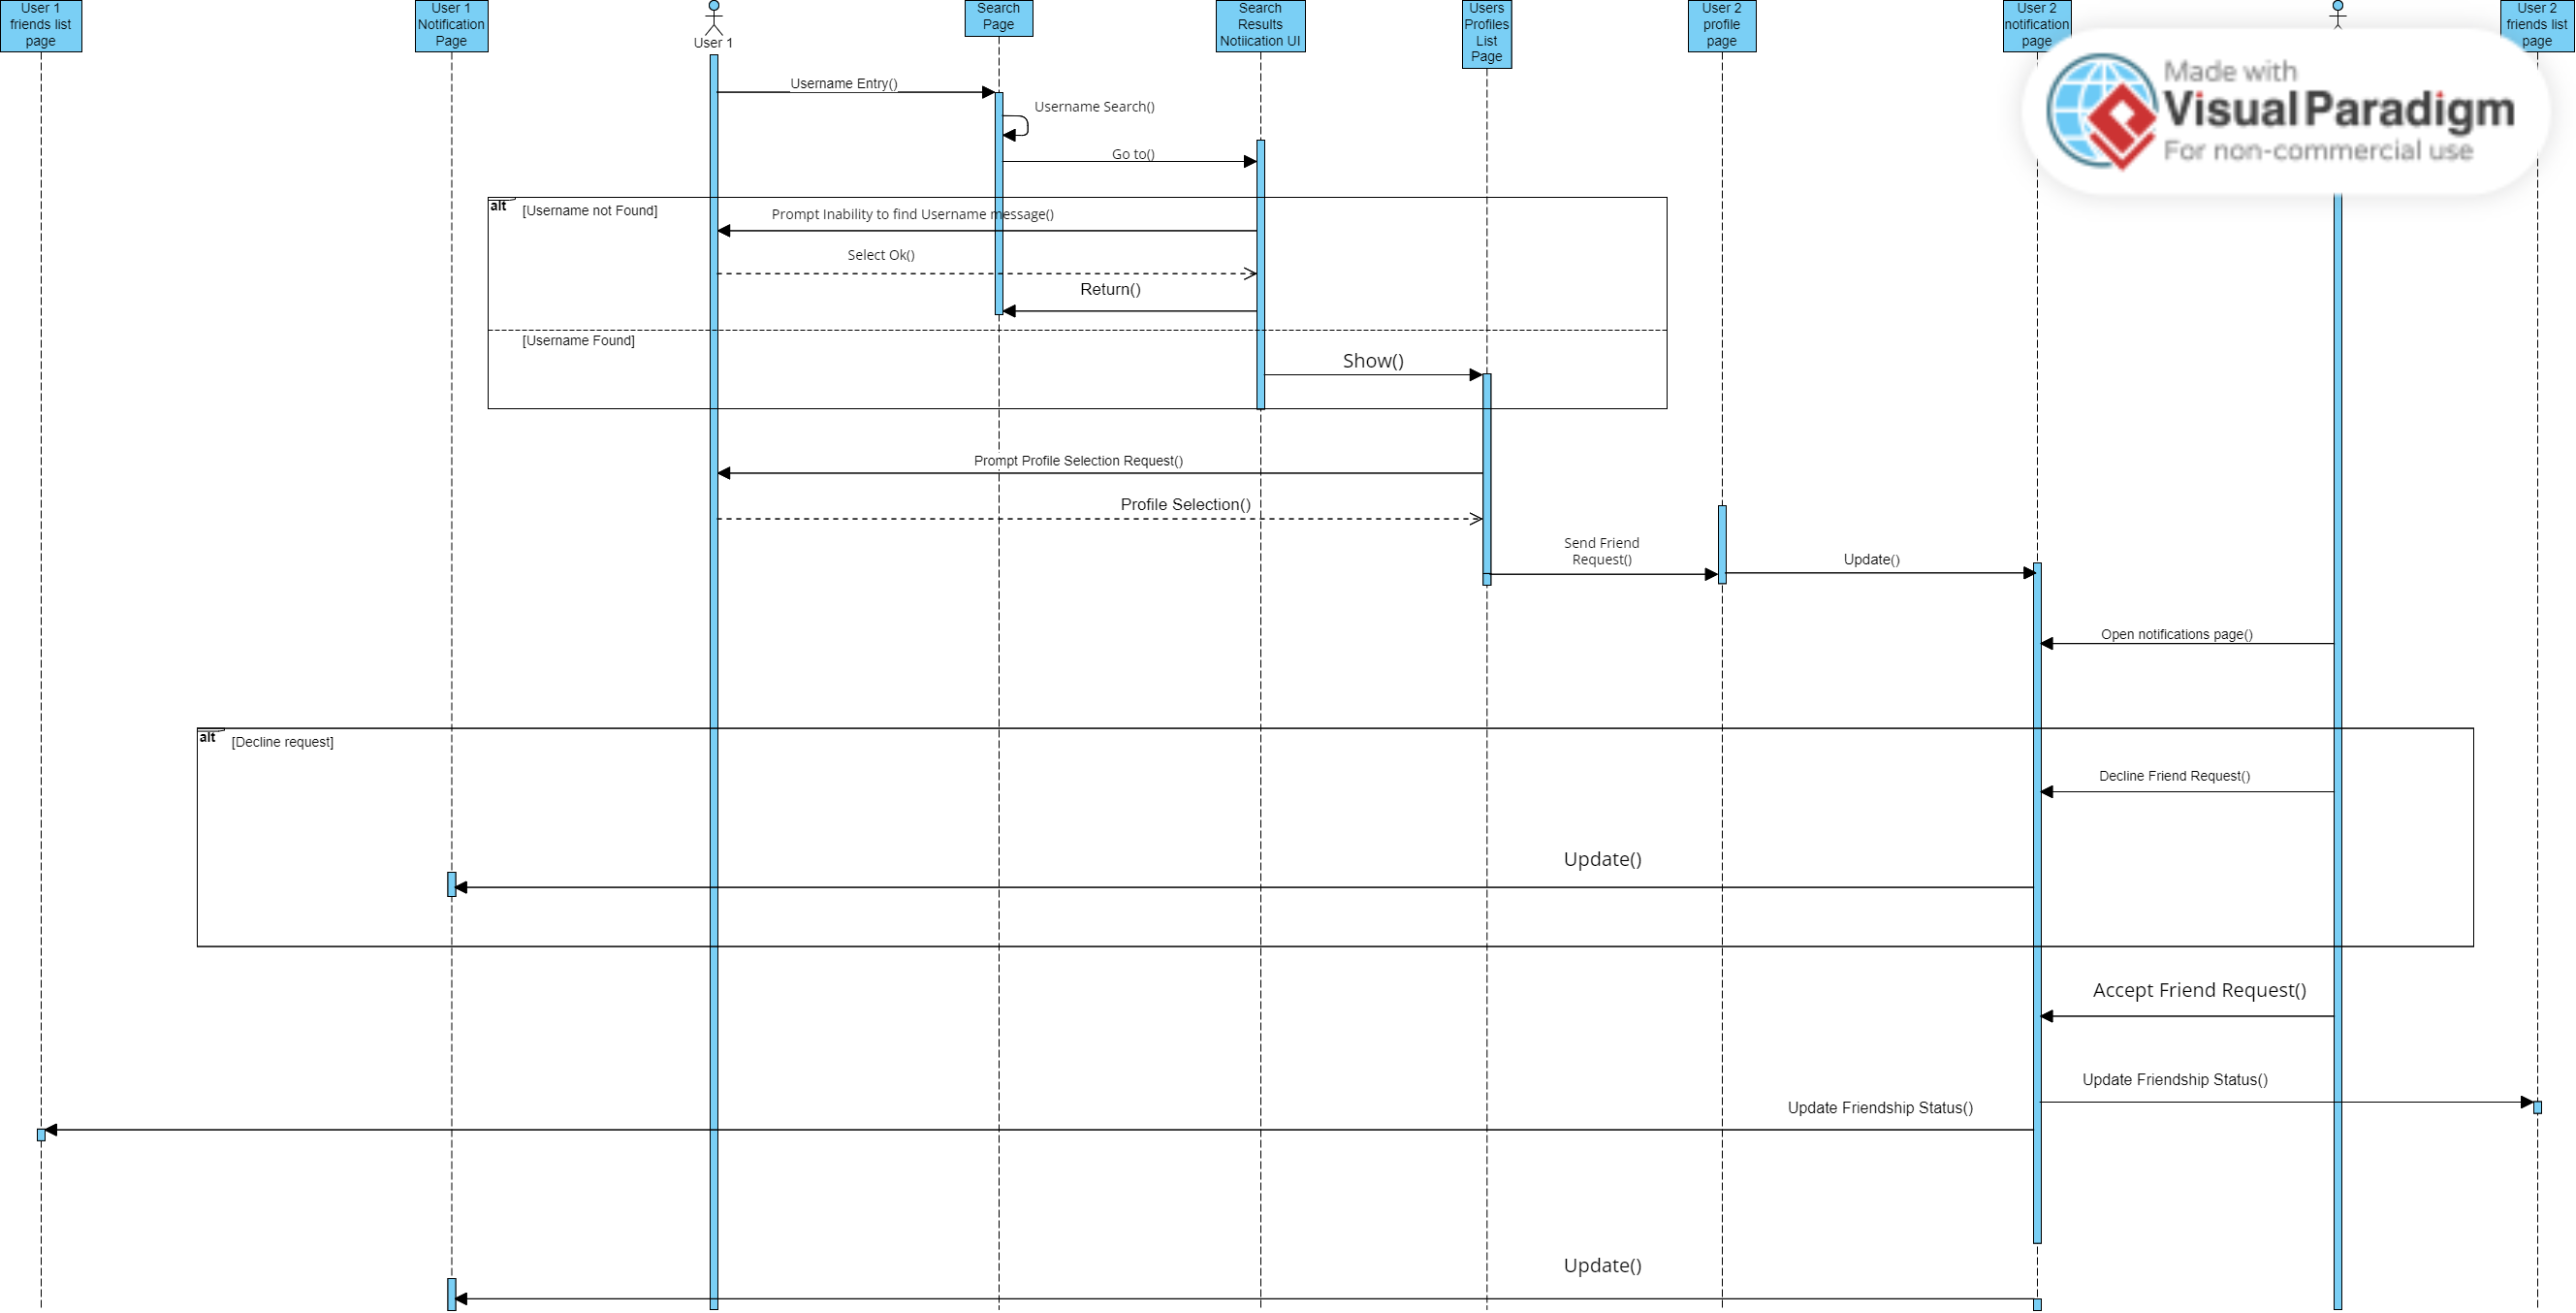 User 1
friends list
page
User 1
Notification
Page
User 1
Search
Page
Search
Results
Notiication UI
Users
Profiles
List
Page
User 2
profile
page
User 2
notification
page
User 2
friends list
page
Made with
Visual Paradigm
For non-commercial use
Username Entry()
Username Search()
Go to()
alt
[Username not Found]
Prompt Inability to find Username message()
Select Ok()
Return()
[Username Found]
Show()
Prompt Profile Selection Request()
Profile Selection()
Send Friend
Request()
Update()
Open notifications page()
alt
[Decline request]
Decline Friend Request()
Update()
Accept Friend Request()
Update Friendship Status()
Update Friendship Status()
Update()